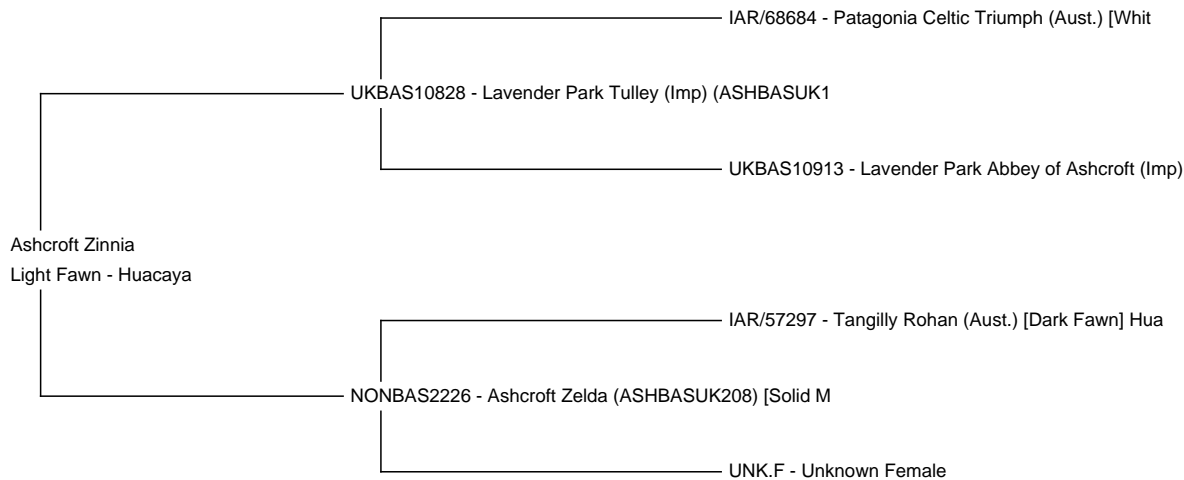 IAR/68684 - Patagonia Celtic Triumph (Aust.) [Whit
UKBAS10828 - Lavender Park Tulley (Imp) (ASHBASUK1
UKBAS10913 - Lavender Park Abbey of Ashcroft (Imp)
Ashcroft Zinnia
Light Fawn - Huacaya
IAR/57297 - Tangilly Rohan (Aust.) [Dark Fawn] Hua
NONBAS2226 - Ashcroft Zelda (ASHBASUK208) [Solid M
UNK.F - Unknown Female